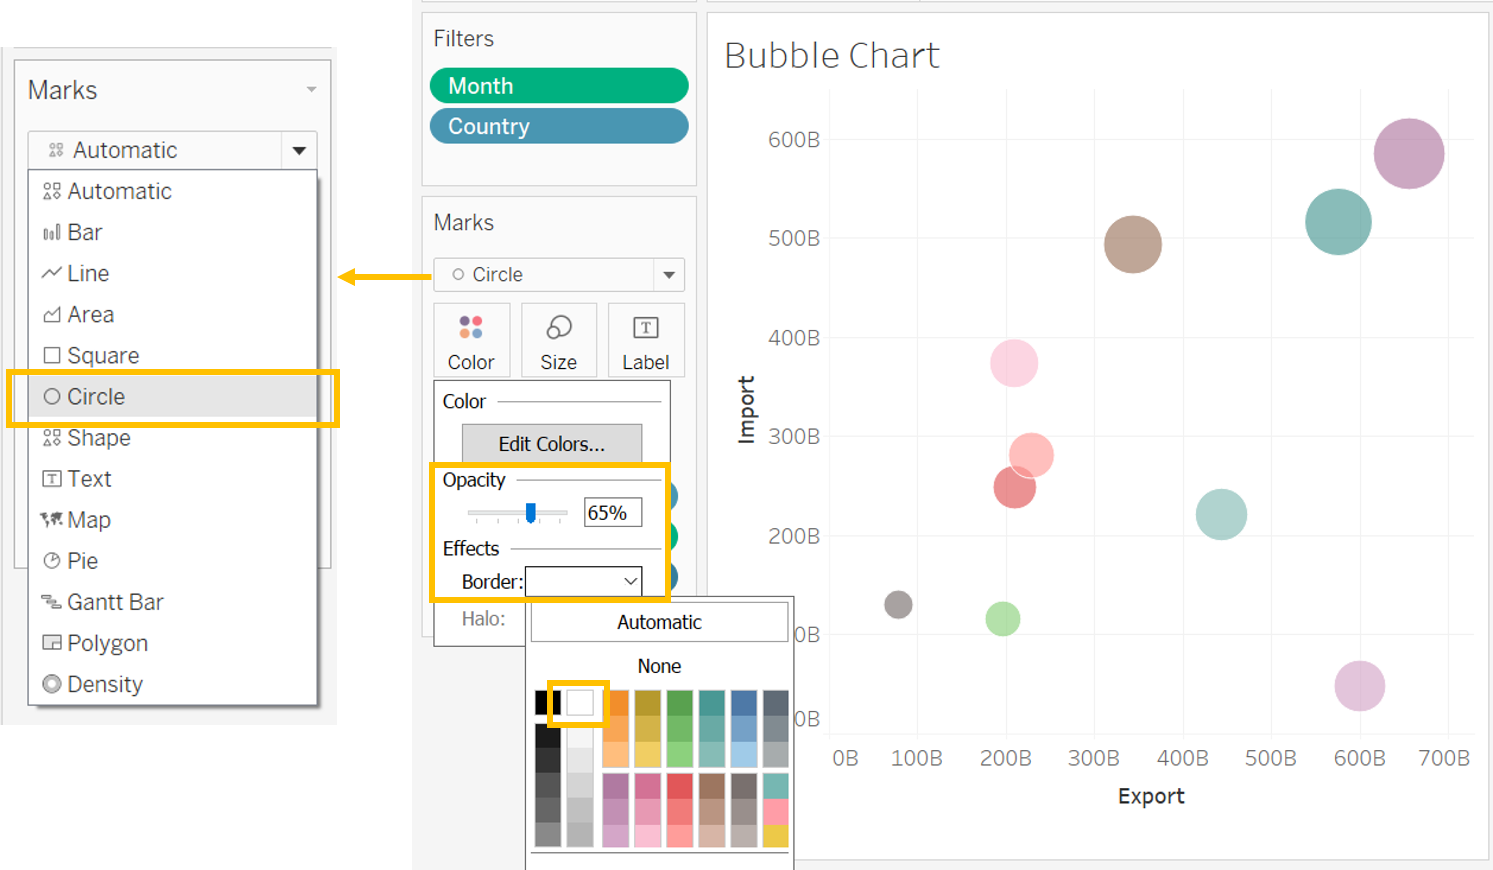 Marks
Automatic
Automatic
Bar
Line
Area
Square
Circle
Shape
Text
Map
Pie
Gantt Bar
Polygon
Density
Filters
Month
Country
Marks
Circle
Color
Size
Label
Color
Edit Colors...
Opacity
65%
Effects
Border:
Halo:
Automatic
None
Bubble Chart
600B
500B
400B
300B
200B
0B
0B
Import
0B
100B
200B
300B
400B
500B
600B
700B
Export